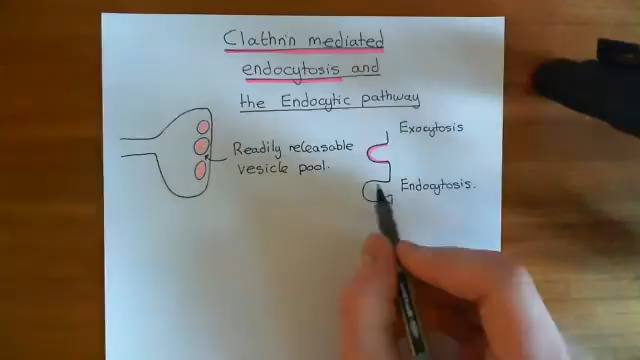 Clathrin mediated
endocytosis and
the Endocytic pathway
Exocytosis
Readily releasable
vesicle pool.
Endocytosis.